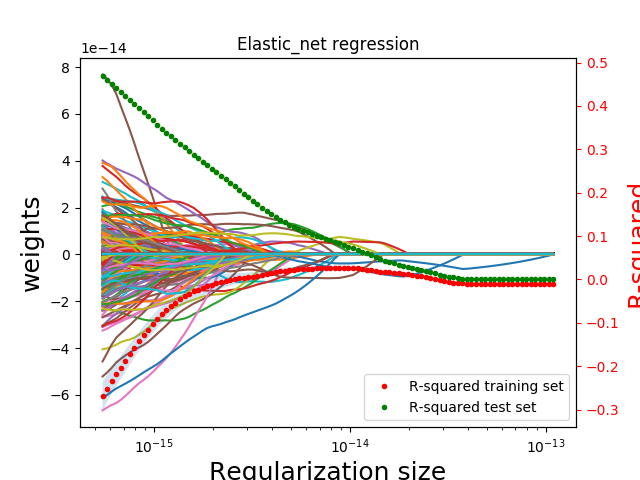 Elastic_net regression
1e−14
8
6
4
2
0
−2
−4
−6
weights
0.5
0.4
0.3
0.2
0.1
0.0
−0.1
−0.2
−0.3
R-squared
R-squared training set
R-squared test set
10⁻¹⁵
10⁻¹⁴
10⁻¹³
Regularization size